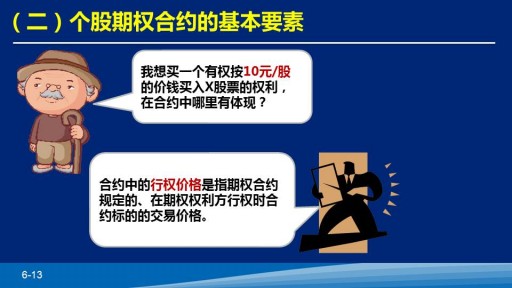 （二）个股期权合约的基本要素
我想买一个有权按10元/股
的价钱买入X股票的权利，
在合约中哪里有体现？
合约中的行权价格是指期权合约
规定的、在期权权利方行权时合
约标的的交易价格。
6-13